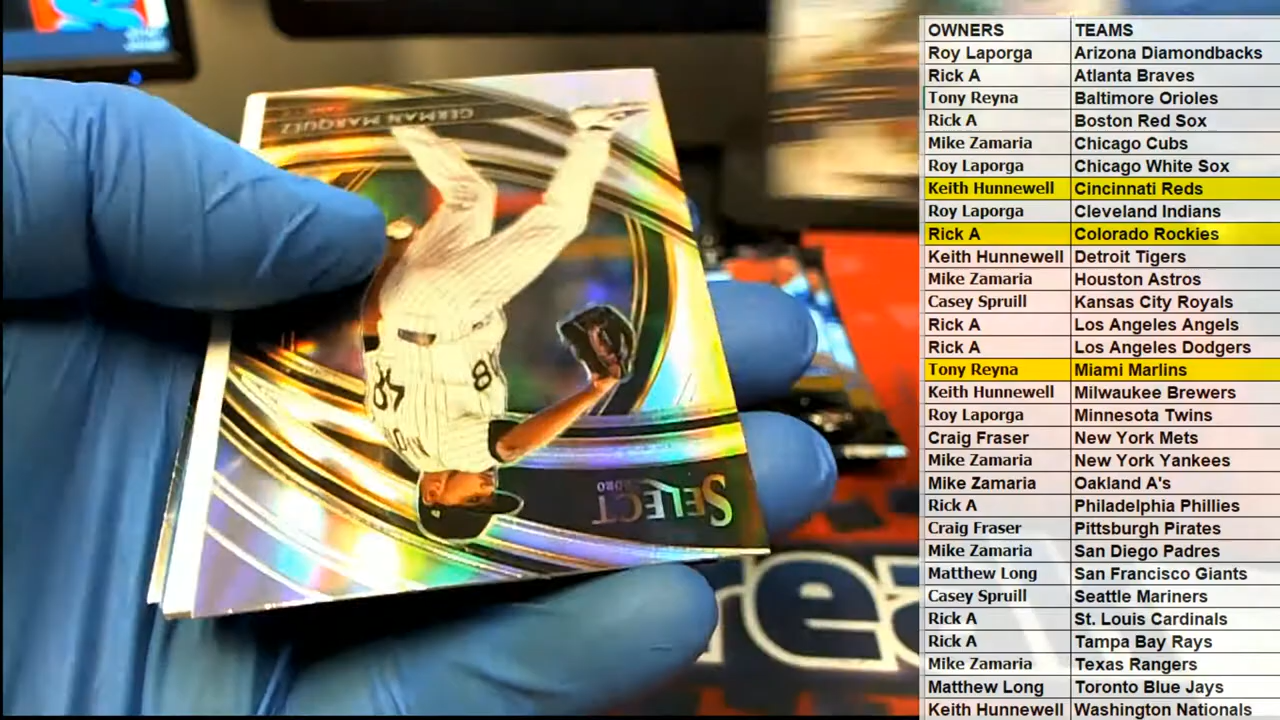 GERMAN MARQUEZ
48
SELECT
OWNERS TEAMS
Roy Laporga Arizona Diamondbacks
Rick A Atlanta Braves
Tony Reyna Baltimore Orioles
Rick A Boston Red Sox
Mike Zamaria Chicago Cubs
Roy Laporga Chicago White Sox
Keith Hunnewell Cincinnati Reds
Roy Laporga Cleveland Indians
Rick A Colorado Rockies
Keith Hunnewell Detroit Tigers
Mike Zamaria Houston Astros
Casey Spruill Kansas City Royals
Rick A Los Angeles Angels
Rick A Los Angeles Dodgers
Tony Reyna Miami Marlins
Keith Hunnewell Milwaukee Brewers
Roy Laporga Minnesota Twins
Craig Fraser New York Mets
Mike Zamaria New York Yankees
Mike Zamaria Oakland A's
Rick A Philadelphia Phillies
Craig Fraser Pittsburgh Pirates
Mike Zamaria San Diego Padres
Matthew Long San Francisco Giants
Casey Spruill Seattle Mariners
Rick A St. Louis Cardinals
Rick A Tampa Bay Rays
Mike Zamaria Texas Rangers
Matthew Long Toronto Blue Jays
Keith Hunnewell Washington Nationals